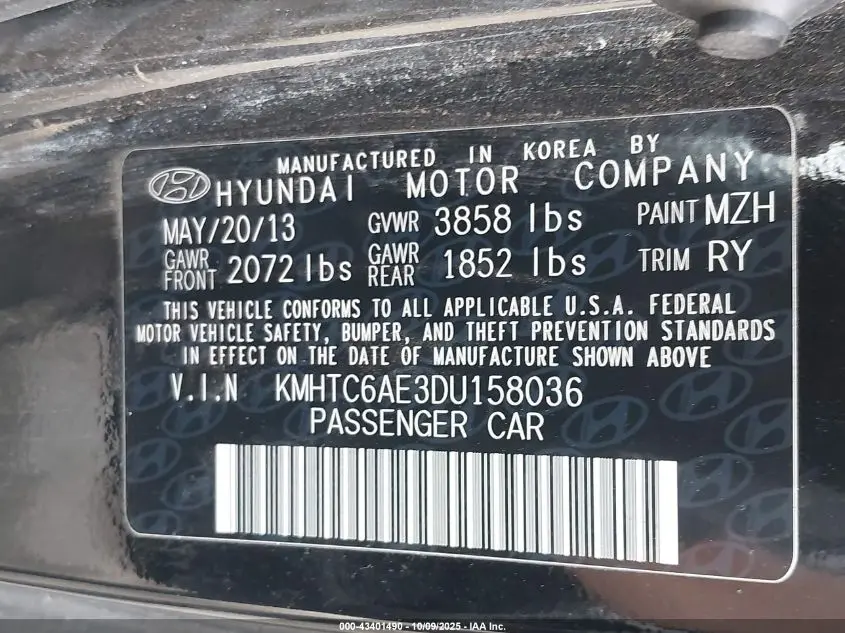 MANUFACTURED IN KOREA BY
HYUNDAI MOTOR COMPANY
MAY/20/13 GVWR 3858 lbs PAINT MZH
GAWR FRONT 2072 lbs GAWR REAR 1852 lbs TRIM RY
THIS VEHICLE CONFORMS TO ALL APPLICABLE U.S.A. FEDERAL
MOTOR VEHICLE SAFETY, BUMPER, AND THEFT PREVENTION STANDARDS
IN EFFECT ON THE DATE OF MANUFACTURE SHOWN ABOVE
V.I.N KMHTC6AE3DU158036
PASSENGER CAR
000-43401490 - 10/09/2025 - IAA Inc.